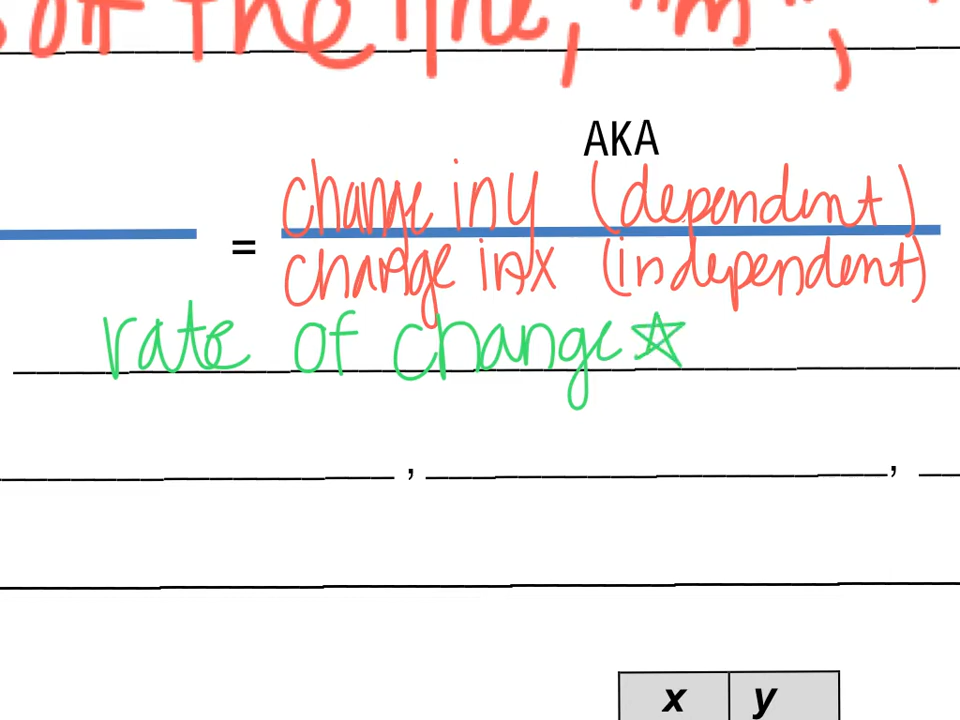 of the line, "m",
AKA
= change in y (dependent)
change in x (independent)
rate of change
, ,
x y